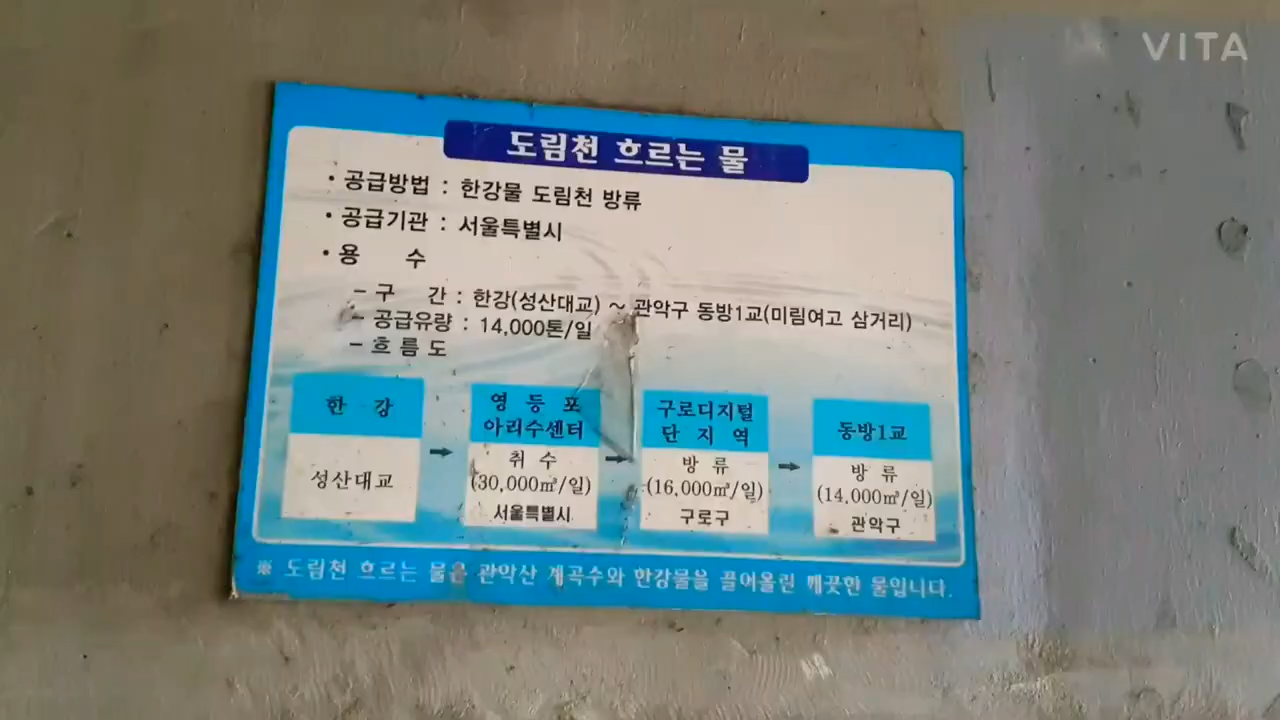 VITA
도림천 흐르는 물
• 공급방법 : 한강물 도림천 방류
• 공급기관 : 서울특별시
• 용 수
- 구 간 : 한강(성산대교) ~ 관악구 동방1교(미림여고 삼거리)
- 공급유량 : 14,000톤/일
- 흐름도
한 강
성산대교
→
영등포
아리수센터
취 수
(30,000㎥/일)
서울특별시
→
구로디지털
단지역
방 류
(16,000㎥/일)
구로구
→
동방1교
방 류
(14,000㎥/일)
관악구
※ 도림천 흐르는 물은 관악산 계곡수와 한강물을 끌어올린 깨끗한 물입니다.